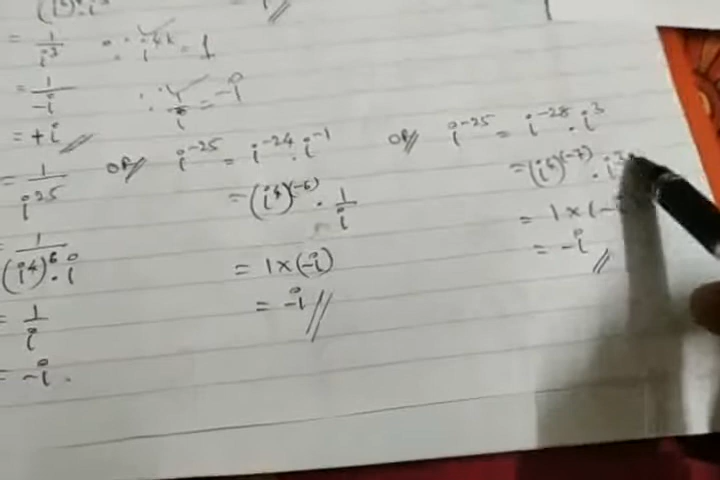 = 1/i³ ∵ i⁴ᵏ = 1
= 1/-i ∵ 1/i = -i
= +i //
= 1/i²⁵ or // i⁻²⁵ = i⁻²⁴ . i⁻¹ or // i⁻²⁵ = i⁻²⁸ . i³
= 1/(i⁴)⁶ . i = (i⁴)⁽⁻⁶⁾ . 1/i = (i⁴)⁽⁻⁷⁾ . i³
= 1/i = 1 × (-i) = 1 × (-i
= -i . = -i // = -i //